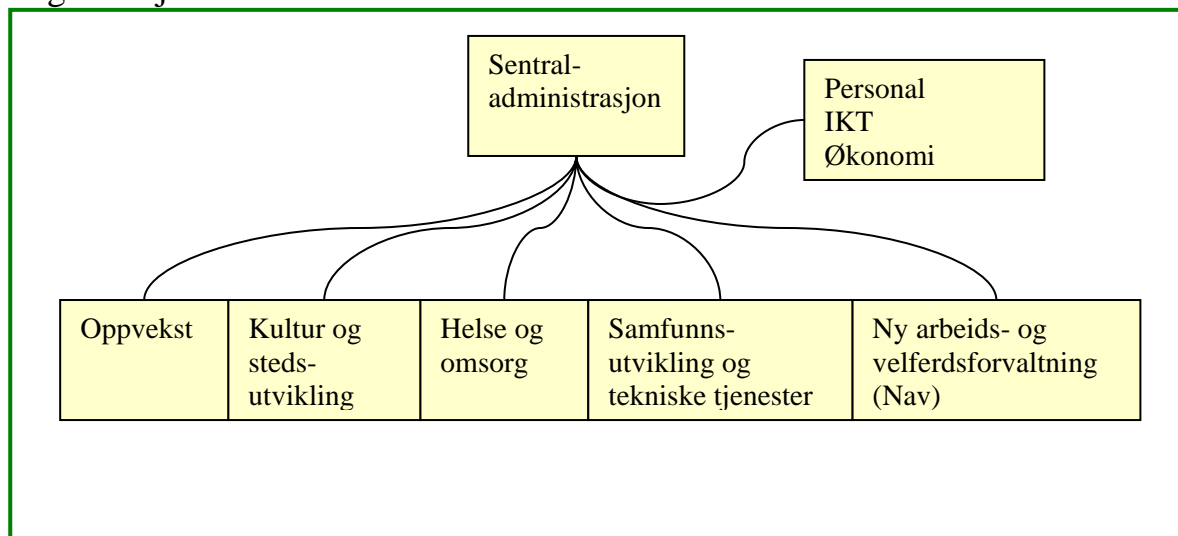 Sentral-
administrasjon
Personal
IKT
Økonomi
Oppvekst
Kultur og
steds-
utvikling
Helse og
omsorg
Samfunns-
utvikling og
tekniske tjenester
Ny arbeids- og
velferdsforvaltning
(Nav)